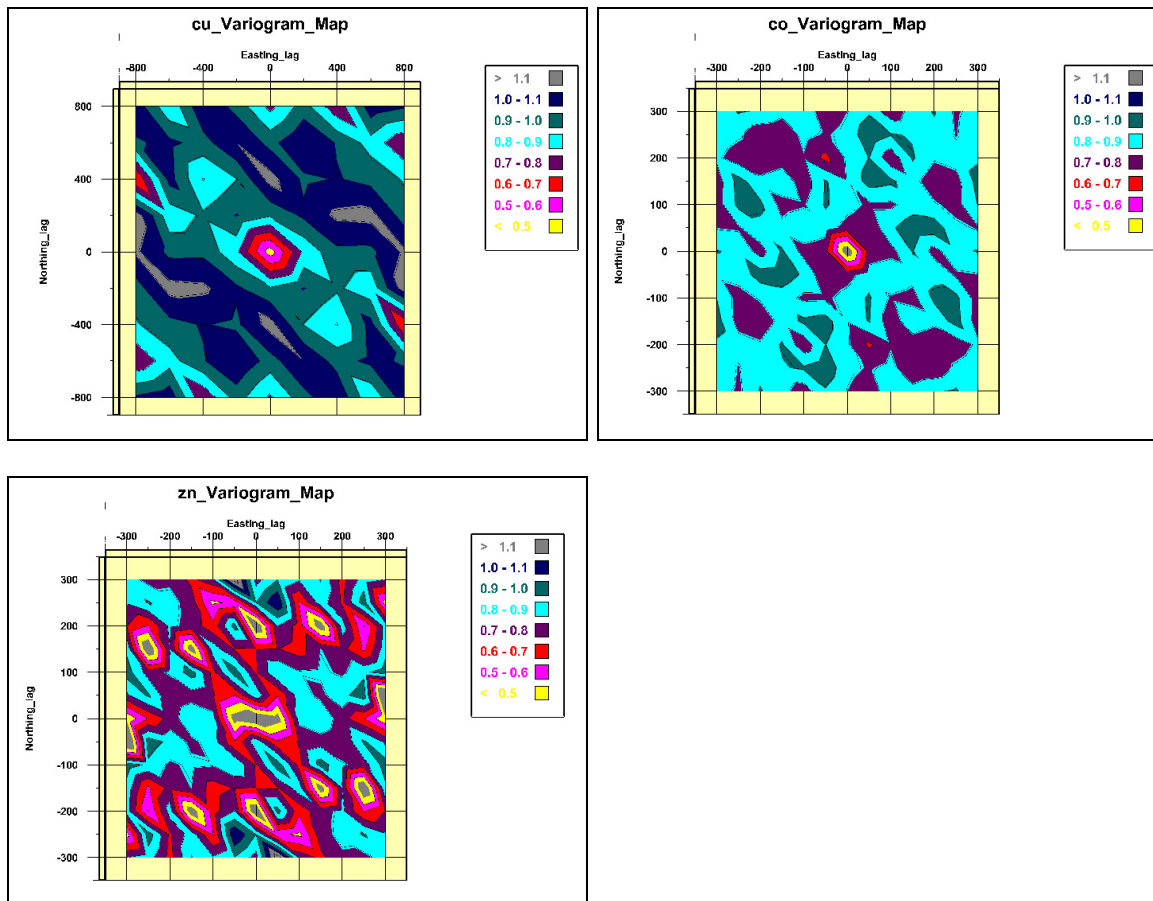 cu_Variogram_Map
Easting_lag
-800 -400 0 400 800
800
400
0
-400
-800
Northing_lag
> 1.1
1.0 - 1.1
0.9 - 1.0
0.8 - 0.9
0.7 - 0.8
0.6 - 0.7
0.5 - 0.6
< 0.5
co_Variogram_Map
Easting_lag
-300 -200 -100 0 100 200 300
300
200
100
0
-100
-200
-300
Northing_lag
> 1.1
1.0 - 1.1
0.9 - 1.0
0.8 - 0.9
0.7 - 0.8
0.6 - 0.7
0.5 - 0.6
< 0.5
zn_Variogram_Map
Easting_lag
-300 -200 -100 0 100 200 300
300
200
100
0
-100
-200
-300
Northing_lag
> 1.1
1.0 - 1.1
0.9 - 1.0
0.8 - 0.9
0.7 - 0.8
0.6 - 0.7
0.5 - 0.6
< 0.5